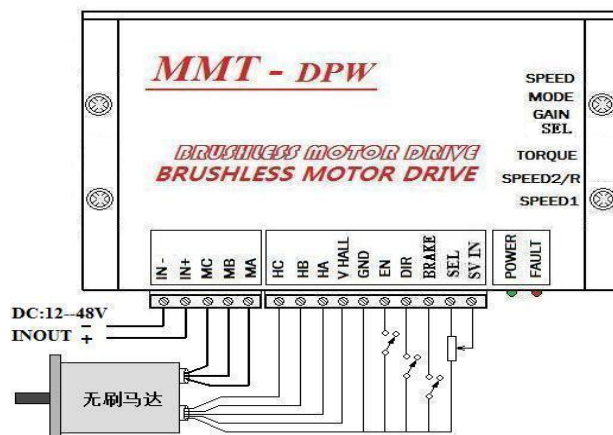 MMT - DPW
SPEED
MODE
GAIN
SEL
TORQUE
SPEED2/R
SPEED1
BRUSHLESS MOTOR DRIVE
BRUSHLESS MOTOR DRIVE
IN -
IN+
MC
MB
MA
HC
HB
HA
V HALL
GND
EN
DIR
BRAKE
SEL
SV IN
POWER
FAULT
DC:12--48V
INOUT
−
+
无刷马达